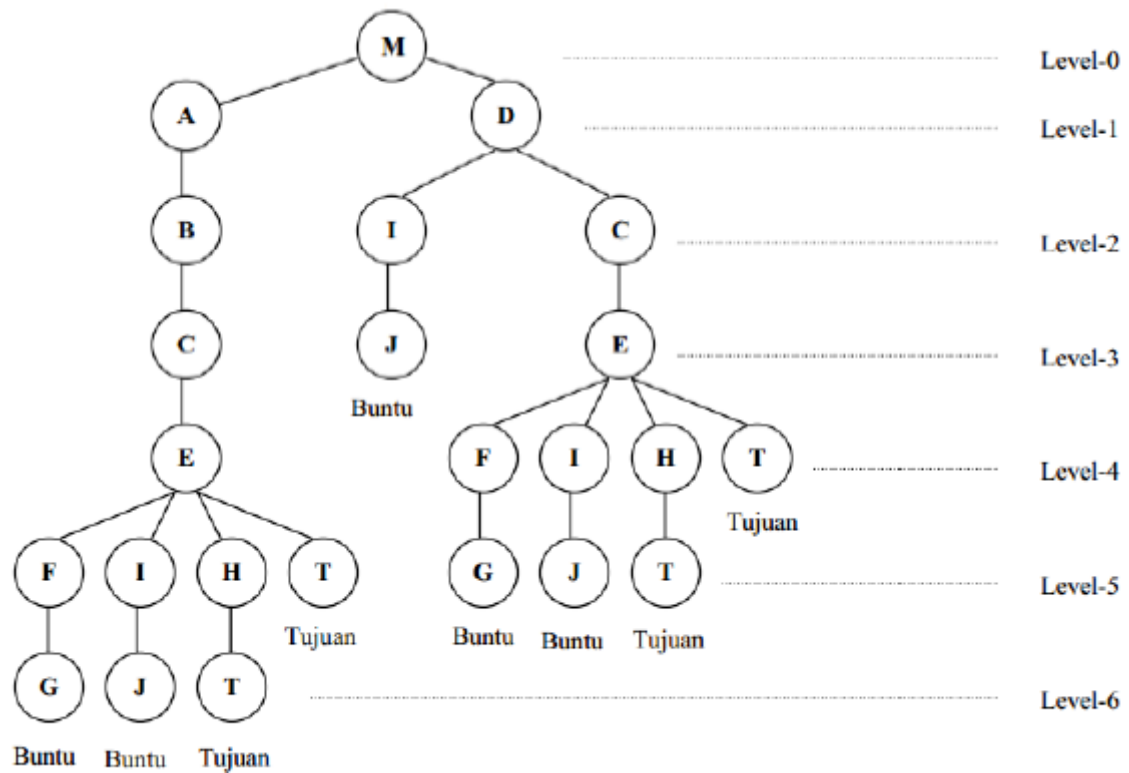 M
Level-0
A D
Level-1
B I C
Level-2
C J E
Level-3
Buntu
E F I H T
Level-4
Tujuan
F I H T G J T
Level-5
Tujuan Buntu Buntu Tujuan
G J T
Level-6
Buntu Buntu Tujuan